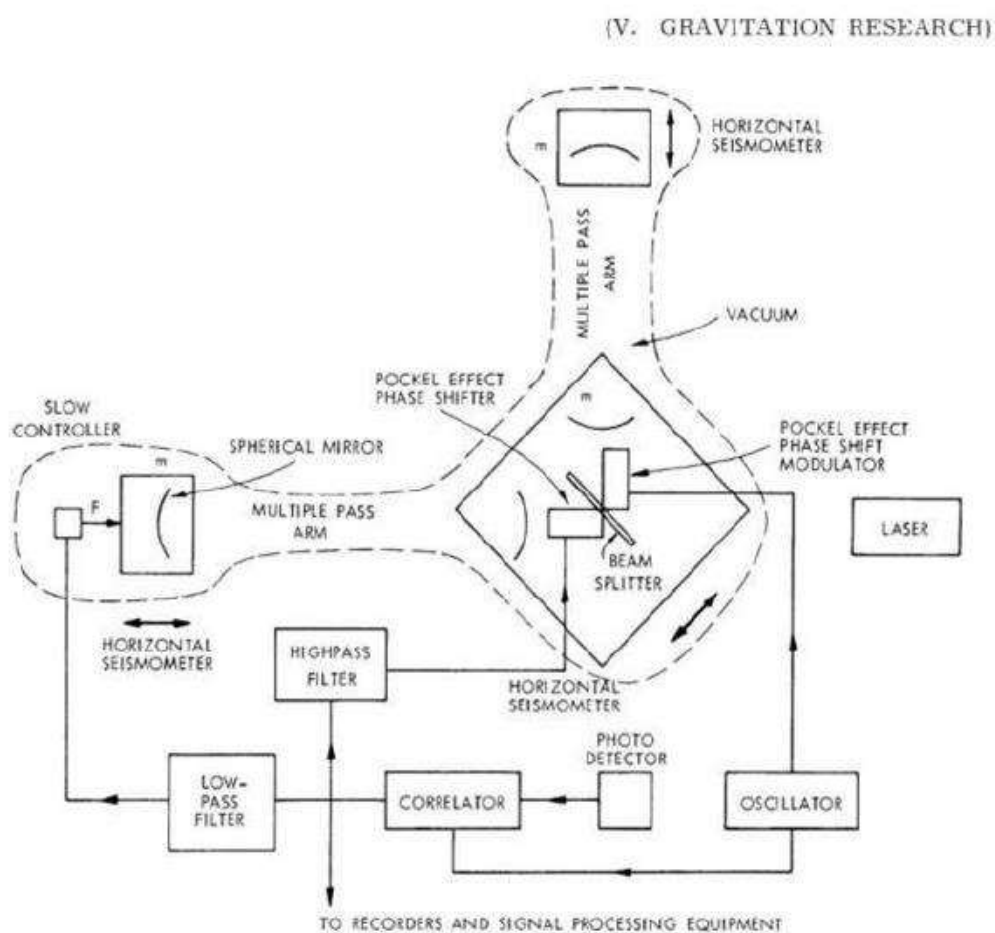 (V. GRAVITATION RESEARCH)
HORIZONTAL
SEISMOMETER
m
MULTIPLE PASS
ARM
VACUUM
POCKEL EFFECT
PHASE SHIFTER
m
SLOW
CONTROLLER
m
SPHERICAL MIRROR
POCKEL EFFECT
PHASE SHIFT
MODULATOR
F
MULTIPLE PASS
ARM
LASER
BEAM
SPLITTER
HORIZONTAL
SEISMOMETER
HIGHPASS
FILTER
HORIZONTAL
SEISMOMETER
PHOTO
DETECTOR
LOW-
PASS
FILTER
CORRELATOR
OSCILLATOR
TO RECORDERS AND SIGNAL PROCESSING EQUIPMENT